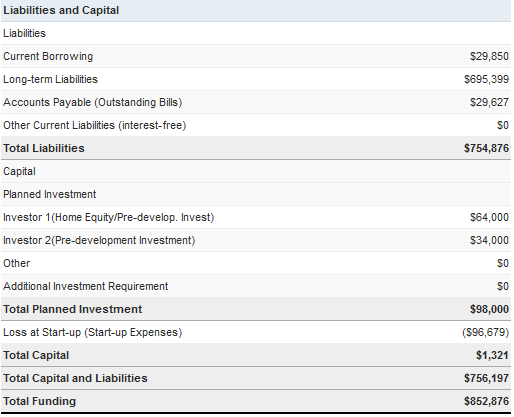 Liabilities and Capital
Liabilities
Current Borrowing $29,850
Long-term Liabilities $695,399
Accounts Payable (Outstanding Bills) $29,627
Other Current Liabilities (interest-free) $0
Total Liabilities $754,876
Capital
Planned Investment
Investor 1(Home Equity/Pre-develop. Invest) $64,000
Investor 2(Pre-development Investment) $34,000
Other $0
Additional Investment Requirement $0
Total Planned Investment $98,000
Loss at Start-up (Start-up Expenses) ($96,679)
Total Capital $1,321
Total Capital and Liabilities $756,197
Total Funding $852,876